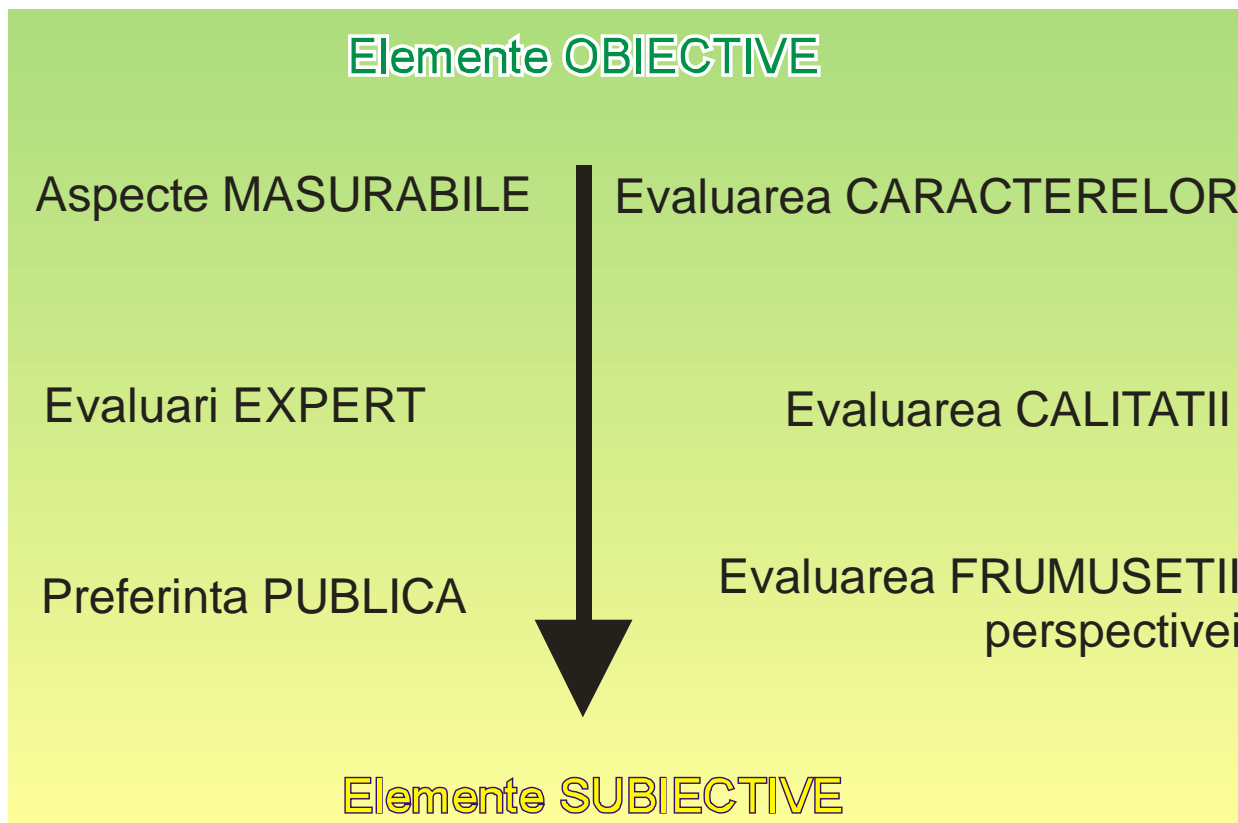 Elemente OBIECTIVE
Aspecte MASURABILE
Evaluarea CARACTERELOR
Evaluari EXPERT
Evaluarea CALITATII
Preferinta PUBLICA
Evaluarea FRUMUSETII
perspectivei
Elemente SUBIECTIVE